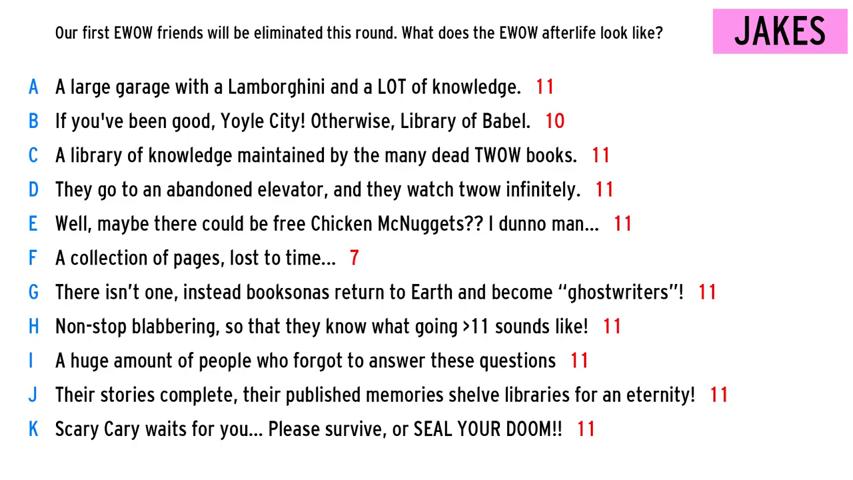 Our first EWOW friends will be eliminated this round. What does the EWOW afterlife look like?
JAKES
A A large garage with a Lamborghini and a LOT of knowledge. 11
B If you've been good, Yoyle City! Otherwise, Library of Babel. 10
C A library of knowledge maintained by the many dead TWOW books. 11
D They go to an abandoned elevator, and they watch twow infinitely. 11
E Well, maybe there could be free Chicken McNuggets?? I dunno man... 11
F A collection of pages, lost to time... 7
G There isn’t one, instead booksonas return to Earth and become “ghostwriters”! 11
H Non-stop blabbering, so that they know what going >11 sounds like! 11
I A huge amount of people who forgot to answer these questions 11
J Their stories complete, their published memories shelve libraries for an eternity! 11
K Scary Cary waits for you... Please survive, or SEAL YOUR DOOM!! 11